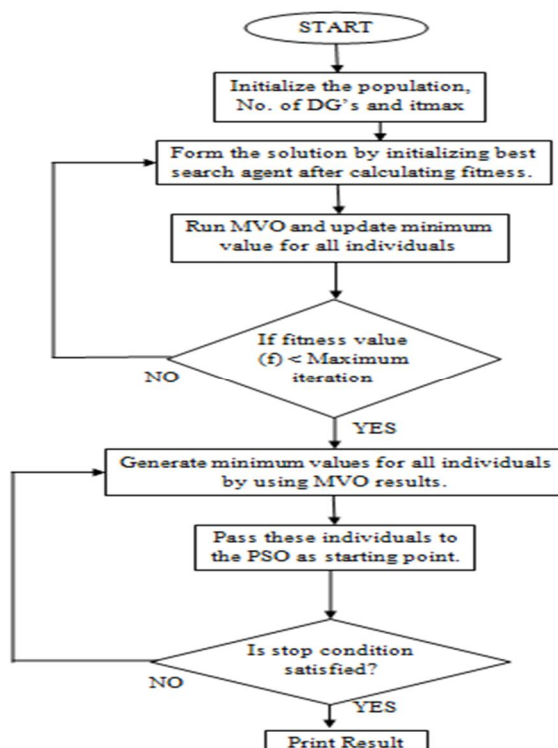 START
Initialize the population,
No. of DG's and itmax
Form the solution by initializing best
search agent after calculating fitness.
Run MVO and update minimum
value for all individuals
If fitness value
(f) < Maximum
iteration
NO
YES
Generate minimum values for all individuals
by using MVO results.
Pass these individuals to
the PSO as starting point.
Is stop condition
satisfied?
NO
YES
Print Result